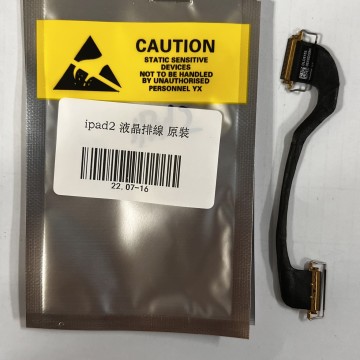 CAUTION
STATIC SENSITIVE
DEVICES
NOT TO BE HANDLED
BY UNAUTHORISED
PERSONNEL YX
ipad2 液晶排線 原裝
22.07-16